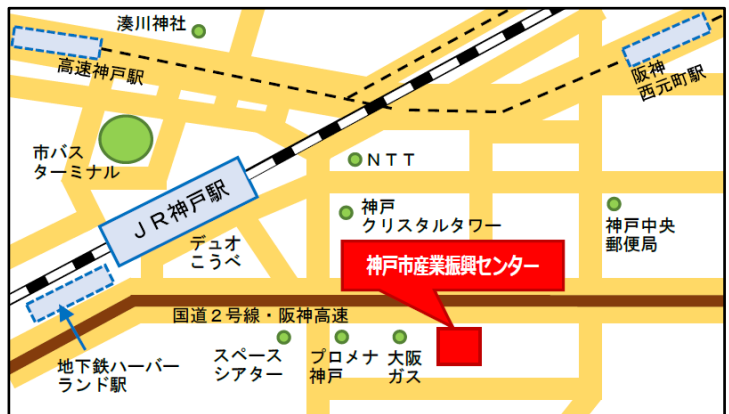 湊川神社
高速神戸駅
阪神
西元町駅
市バス
ターミナル
NTT
JR神戸駅
神戸
クリスタルタワー
神戸中央
郵便局
デュオ
こうべ
神戸市産業振興センター
国道2号線・阪神高速
地下鉄ハーバー
ランド駅
スペース
シアター
プロメナ
神戸
大阪
ガス